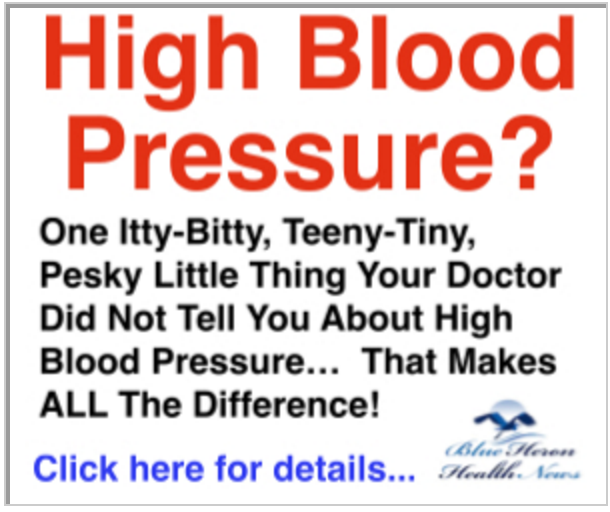 High Blood
Pressure?
One Itty-Bitty, Teeny-Tiny,
Pesky Little Thing Your Doctor
Did Not Tell You About High
Blood Pressure...  That Makes
ALL The Difference!
Click here for details...
Blue Heron
Health News